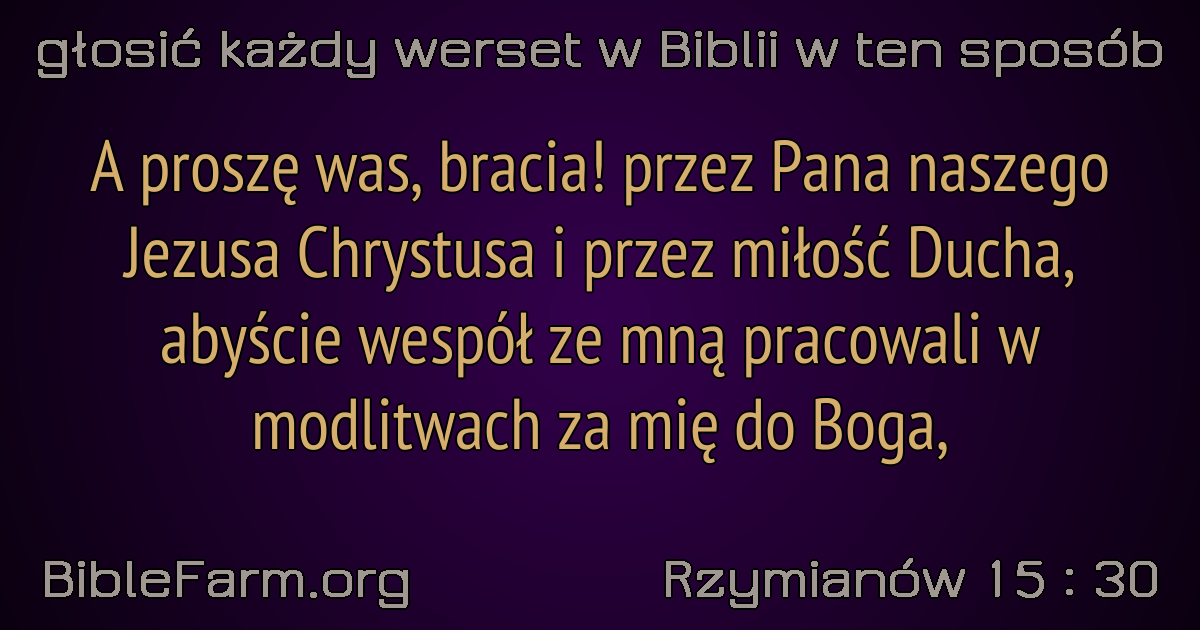 głosić każdy werset w Biblii w ten sposób
A proszę was, bracia! przez Pana naszego
Jezusa Chrystusa i przez miłość Ducha,
abyście wespół ze mną pracowali w
modlitwach za mię do Boga,
BibleFarm.org
Rzymianów 15 : 30